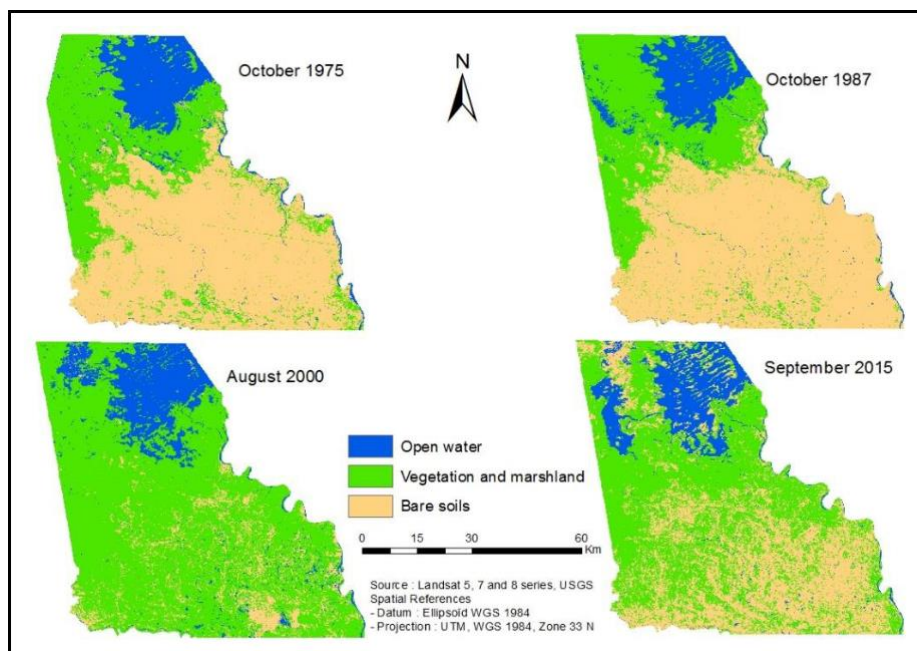 October 1975
N
October 1987
August 2000
September 2015
Open water
Vegetation and marshland
Bare soils
0 15 30 60
Km
Source : Landsat 5, 7 and 8 series, USGS
Spatial References
- Datum : Ellipsoid WGS 1984
- Projection : UTM, WGS 1984, Zone 33 N